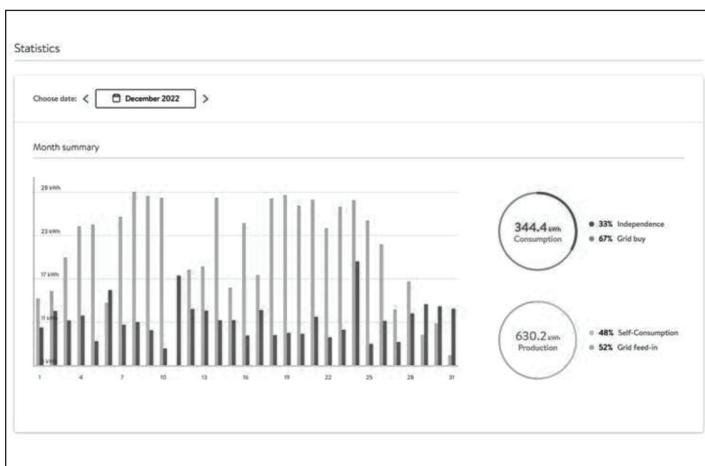 Statistics
Choose date: < December 2022 >
Month summary
29 kWh
23 kWh
17 kWh
11 kWh
kWh
1 4 7 10 13 16 19 22 25 28 31
344.4 kWh
Consumption
33% Independence
67% Grid buy
630.2 kWh
Production
48% Self-Consumption
52% Grid feed-in